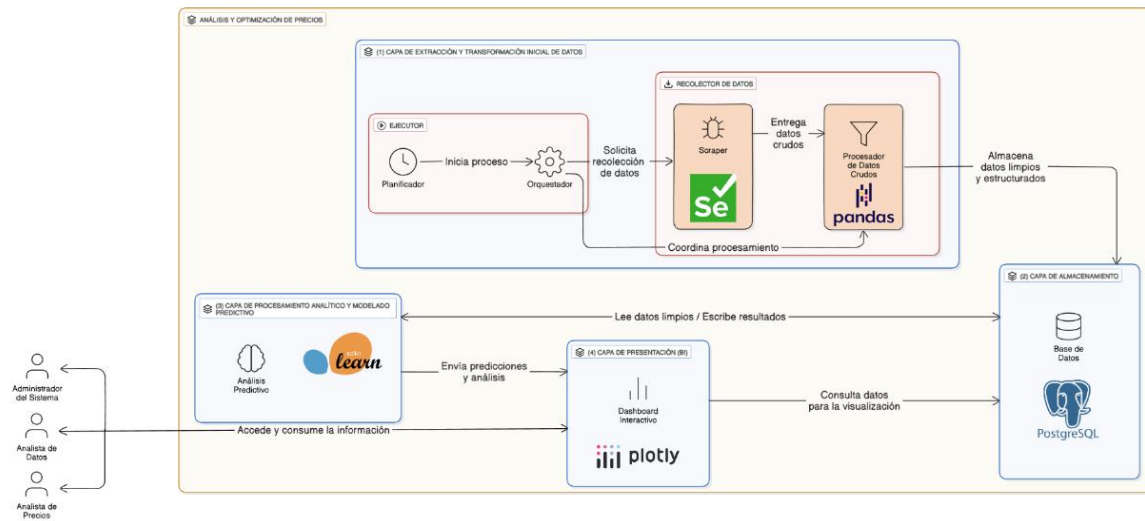 ANÁLISIS Y OPTIMIZACIÓN DE PRECIOS
(1) CAPA DE EXTRACCIÓN Y TRANSFORMACIÓN INICIAL DE DATOS
RECOLECTOR DE DATOS
EJECUTOR
Planificador
Inicia proceso
Orquestador
Solicita
recolección
de datos
Scraper
Se
Entrega
datos
crudos
Procesador
de Datos
Crudos
pandas
Almacena
datos limpios
y estructurados
Coordina procesamiento
(2) CAPA DE ALMACENAMIENTO
Base de
Datos
PostgreSQL
(3) CAPA DE PROCESAMIENTO ANALÍTICO Y MODELADO
PREDICTIVO
Análisis
Predictivo
scikit
learn
Lee datos limpios / Escribe resultados
Envía predicciones
y análisis
(4) CAPA DE PRESENTACIÓN (BI)
Dashboard
Interactivo
plotly
Consulta datos
para la visualización
Accede y consume la información
Administrador
del Sistema
Analista de
Datos
Analista de
Precios